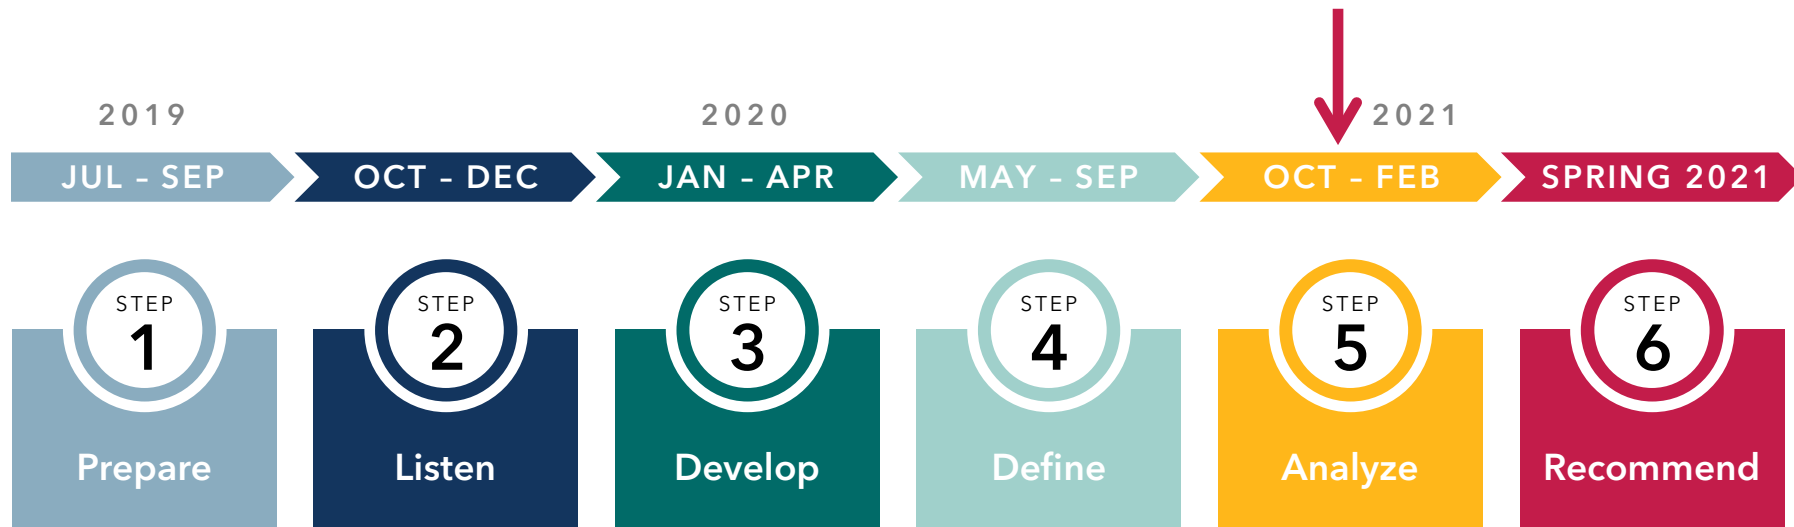 2019
2020
2021
JUL – SEP
OCT – DEC
JAN – APR
MAY – SEP
OCT – FEB
SPRING 2021
STEP
1
Prepare
STEP
2
Listen
STEP
3
Develop
STEP
4
Define
STEP
5
Analyze
STEP
6
Recommend